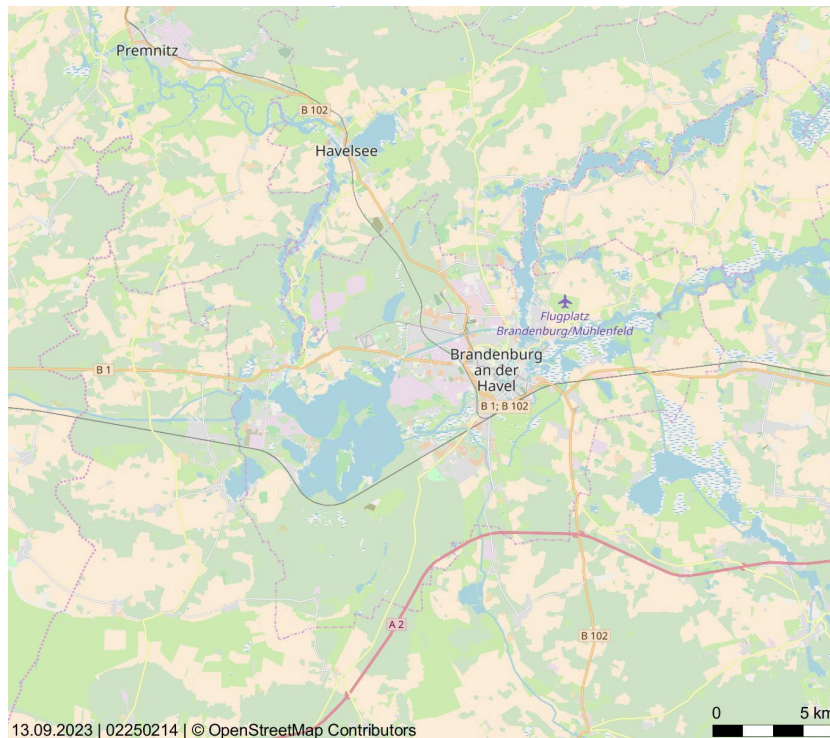 Premnitz
B 102
Havelsee
Flugplatz
Brandenburg/Mühlenfeld
Brandenburg
an der
Havel
B 1
B 1; B 102
A 2
B 102
0 5 km
13.09.2023 | 02250214 | © OpenStreetMap Contributors